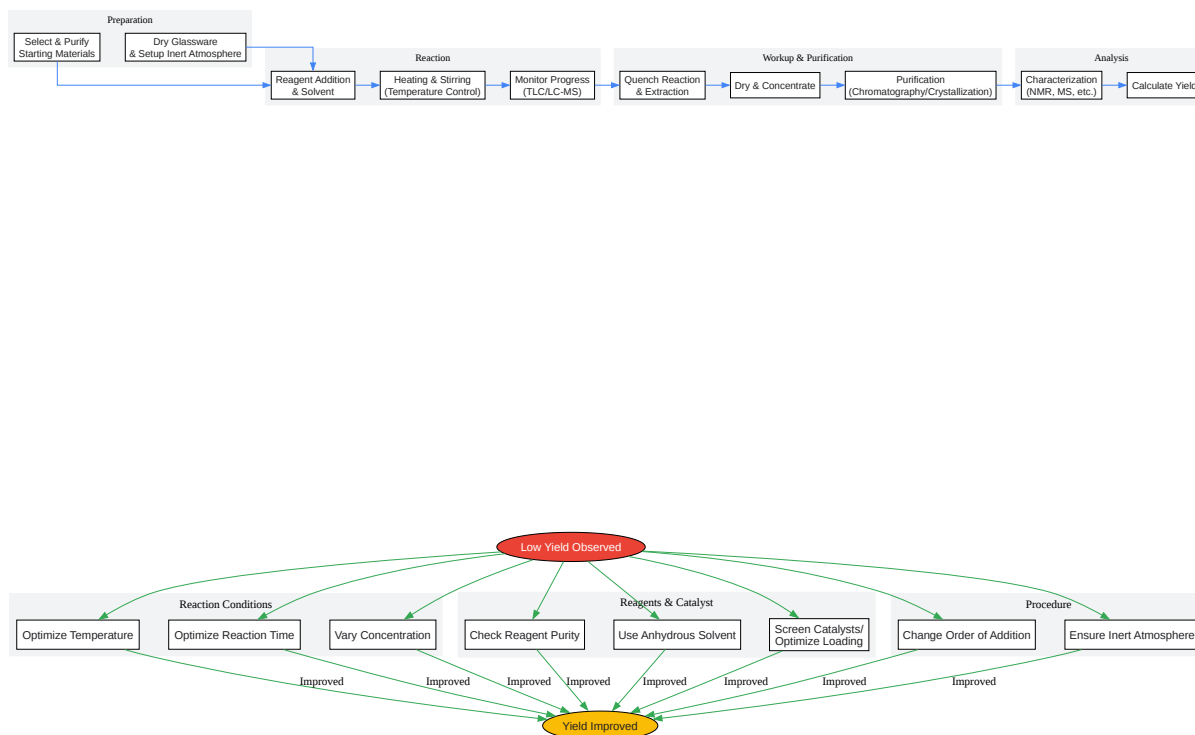 Preparation
Select & Purify
Starting Materials
Dry Glassware
& Setup Inert Atmosphere
Reaction
Reagent Addition
& Solvent
Heating & Stirring
(Temperature Control)
Monitor Progress
(TLC/LC-MS)
Workup & Purification
Quench Reaction
& Extraction
Dry & Concentrate
Purification
(Chromatography/Crystallization)
Analysis
Characterization
(NMR, MS, etc.)
Calculate Yield
Low Yield Observed
Reaction Conditions
Optimize Temperature
Optimize Reaction Time
Vary Concentration
Reagents & Catalyst
Check Reagent Purity
Use Anhydrous Solvent
Screen Catalysts/
Optimize Loading
Procedure
Change Order of Addition
Ensure Inert Atmosphere
Improved
Improved
Improved
Improved
Improved
Improved
Improved
Improved
Yield Improved